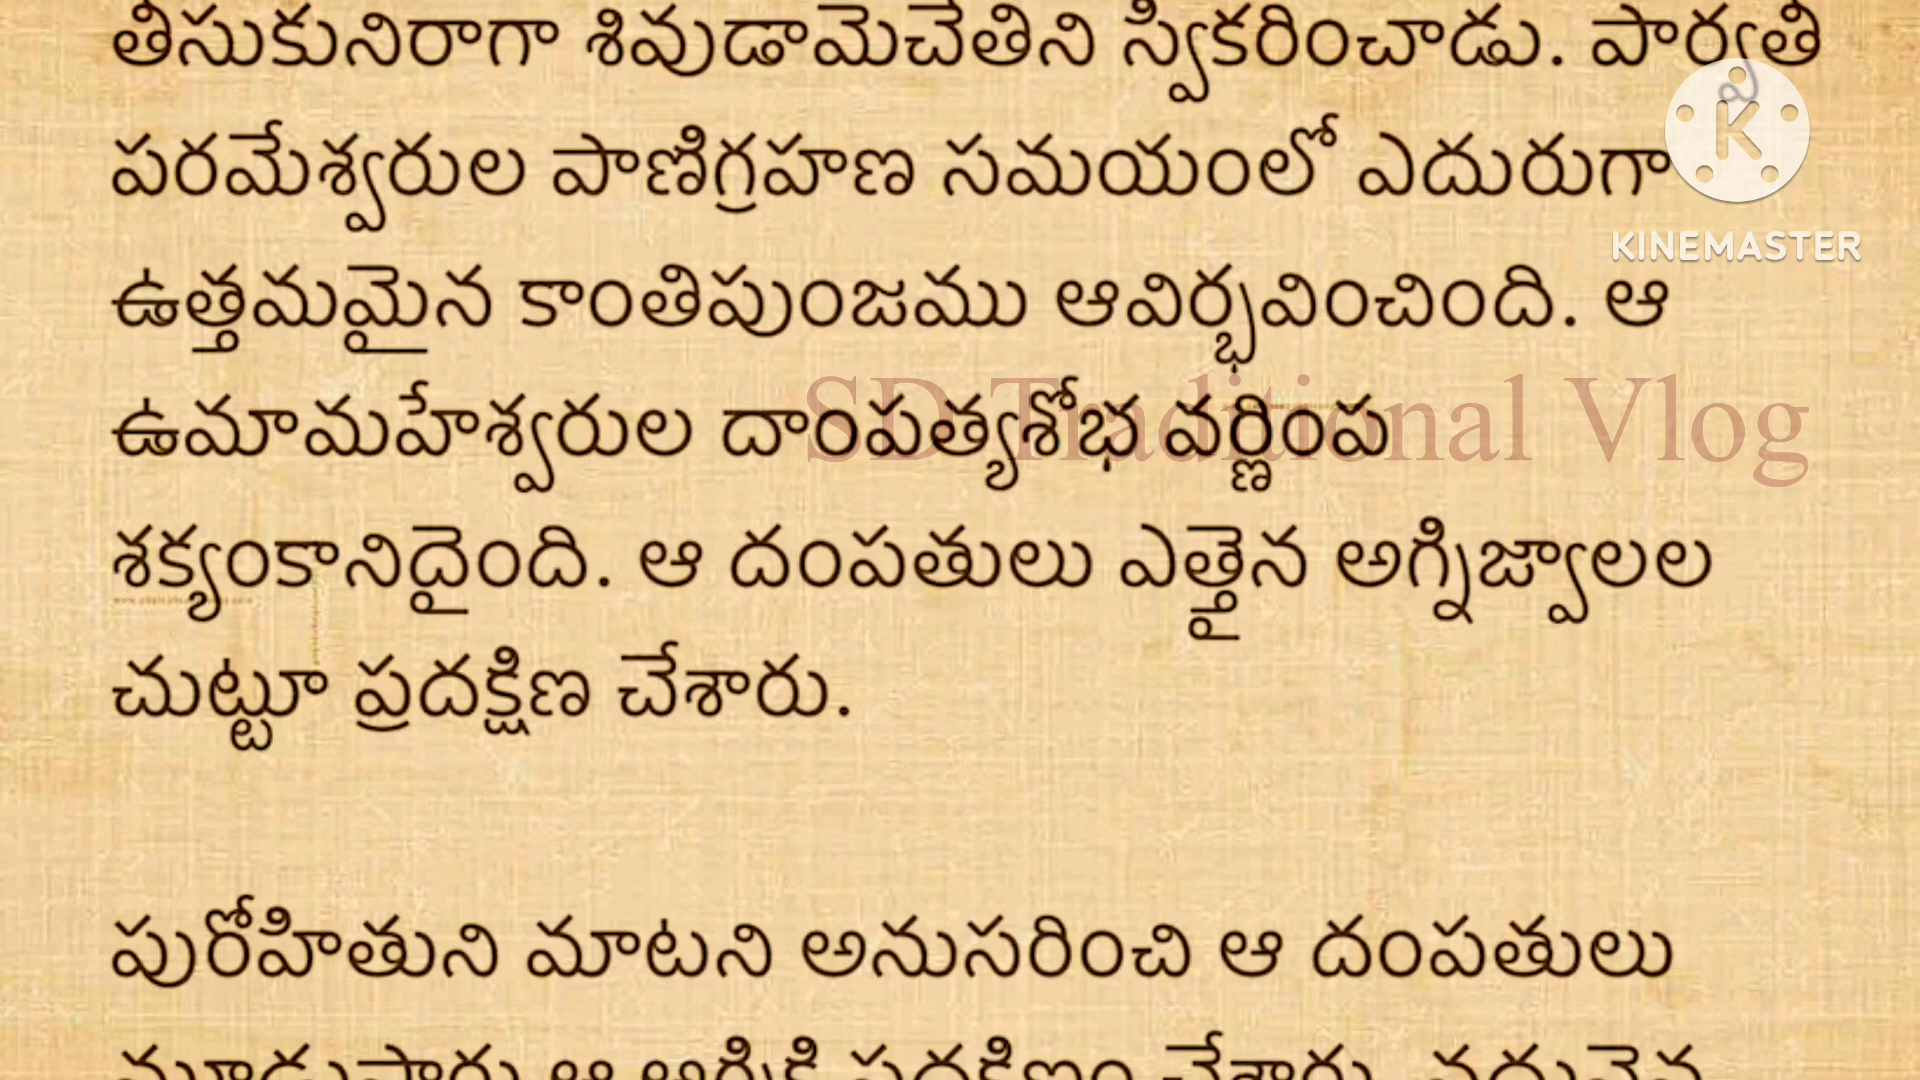 తీసుకునిరాగా శివుడామెచేతిని స్వీకరించాడు. పార్వతీ
పరమేశ్వరుల పాణిగ్రహణ సమయంలో ఎదురుగా
KINEMASTER
ఉత్తమమైన కాంతిపుంజము ఆవిర్భవించింది. ఆ
SD Traditional Vlog
ఉమామహేశ్వరుల దాంపత్యశోభ వర్ణింప
శక్యంకానిదైంది. ఆ దంపతులు ఎత్తైన అగ్నిజ్వాలల
చుట్టూ ప్రదక్షిణ చేశారు.
పురోహితుని మాటని అనుసరించి ఆ దంపతులు